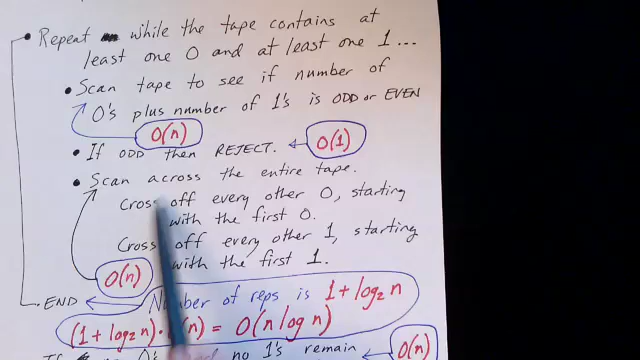 • Repeat while the tape contains at
least one 0 and at least one 1...
• Scan tape to see if number of
0's plus number of 1's is ODD or EVEN
O(n)
• If ODD then REJECT. O(1)
• Scan across the entire tape.
Cross off every other 0, starting
with the first 0.
Cross off every other 1, starting
with the first 1.
O(n)
END Number of reps is 1 + log₂ n
(1 + log₂ n) · (n) = O(n log n)
If 0's no 1's remain O(n)